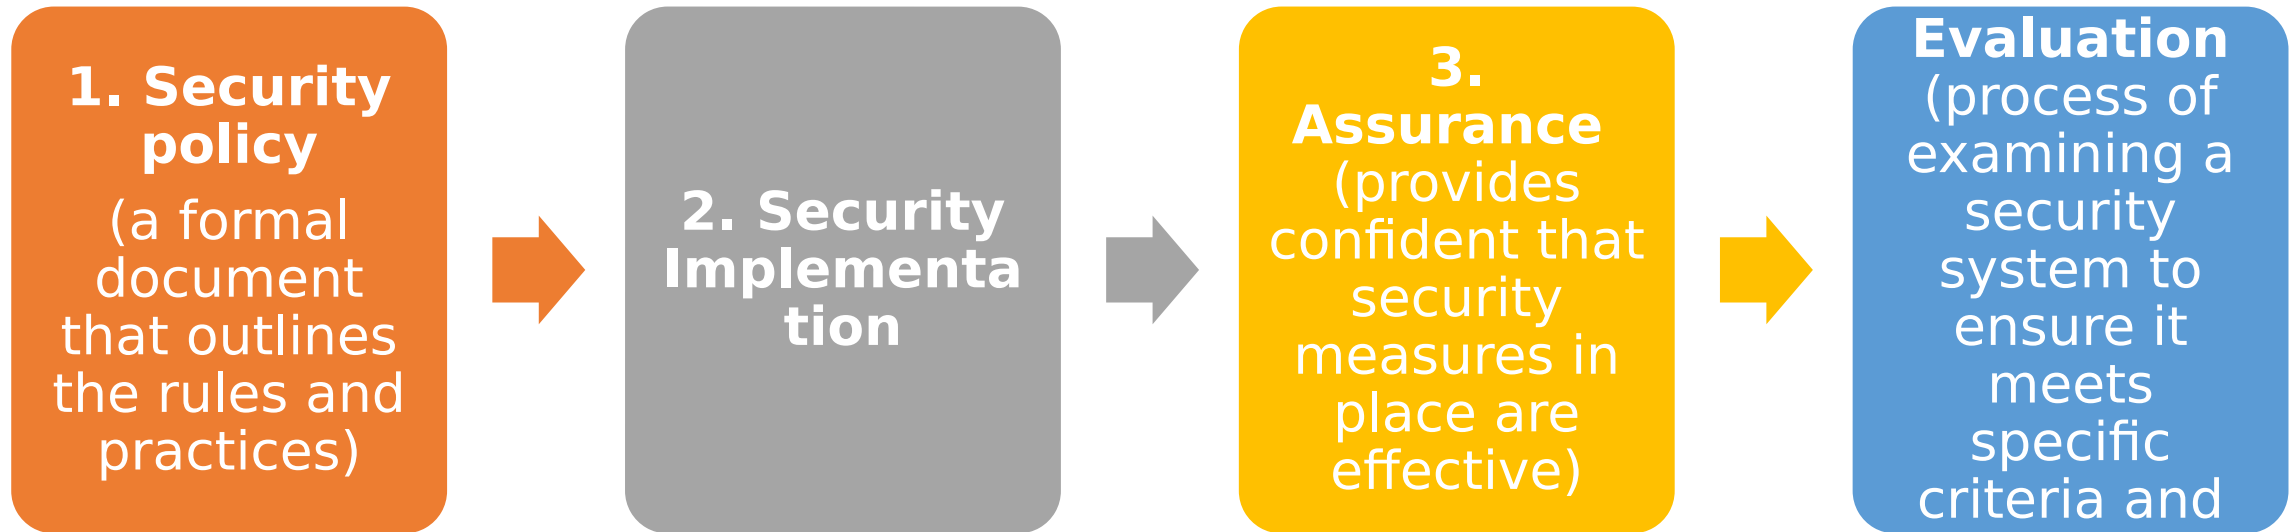 1. Security
policy
(a formal
document
that outlines
the rules and
practices)
2. Security
Implementa
tion
3.
Assurance
(provides
confident that
security
measures in
place are
effective)
Evaluation
(process of
examining a
security
system to
ensure it
meets
specific
criteria and